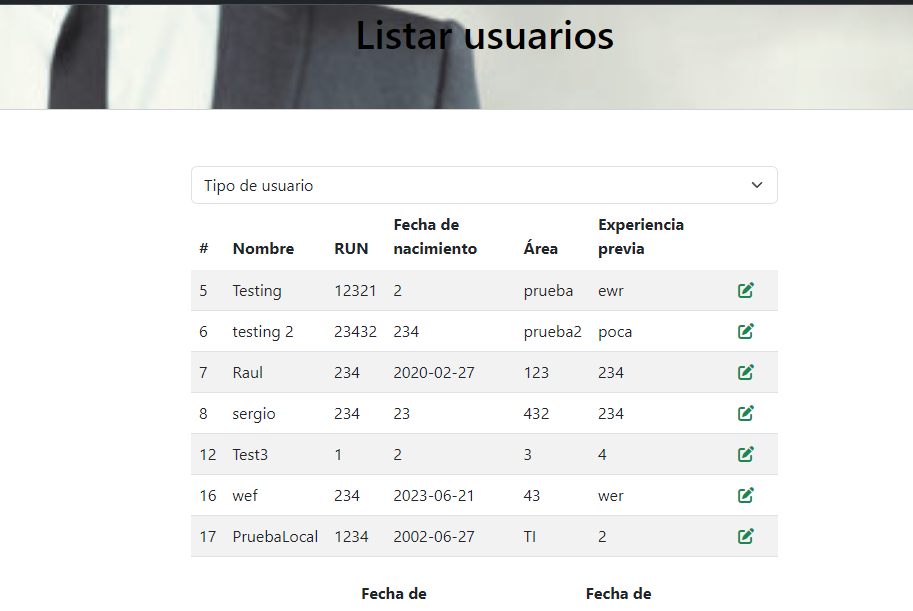 Listar usuarios
Tipo de usuario
# Nombre RUN Fecha de nacimiento Área Experiencia previa
5 Testing 12321 2 prueba ewr
6 testing 2 23432 234 prueba2 poca
7 Raul 234 2020-02-27 123 234
8 sergio 234 23 432 234
12 Test3 1 2 3 4
16 wef 234 2023-06-21 43 wer
17 PruebaLocal 1234 2002-06-27 TI 2
Fecha de Fecha de